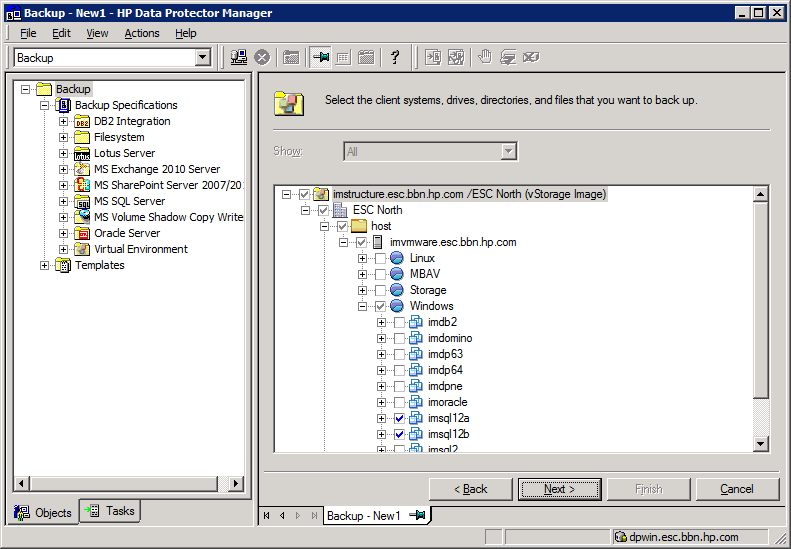 Backup - New1 - HP Data Protector Manager
File Edit View Actions Help
Backup
Backup
Backup Specifications
DB2 Integration
Filesystem
Lotus Server
MS Exchange 2010 Server
MS SharePoint Server 2007/20
MS SQL Server
MS Volume Shadow Copy Write
Oracle Server
Virtual Environment
Templates
Objects
Tasks
Select the client systems, drives, directories, and files that you want to back up.
Show:
All
imstructure.esc.bbn.hp.com /ESC North (vStorage Image)
ESC North
host
imvmware.esc.bbn.hp.com
Linux
MBAV
Storage
Windows
imdb2
imdomino
imdp63
imdp64
imdpne
imoracle
imsql12a
imsql12b
imsql2
< Back
Next >
Finish
Cancel
Backup - New1
dpwin.esc.bbn.hp.com